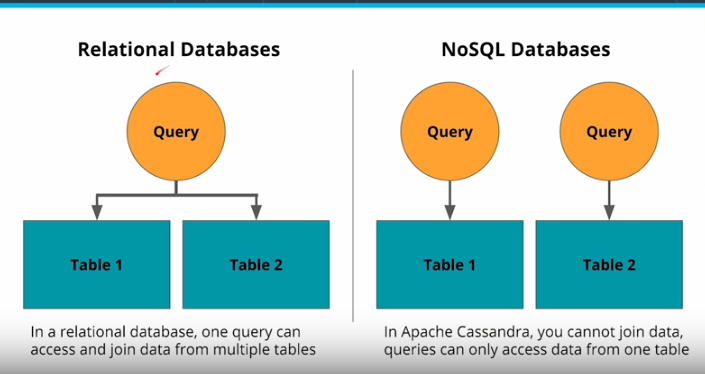 Relational Databases
Query
Table 1
Table 2
In a relational database, one query can
access and join data from multiple tables
NoSQL Databases
Query
Query
Table 1
Table 2
In Apache Cassandra, you cannot join data,
queries can only access data from one table